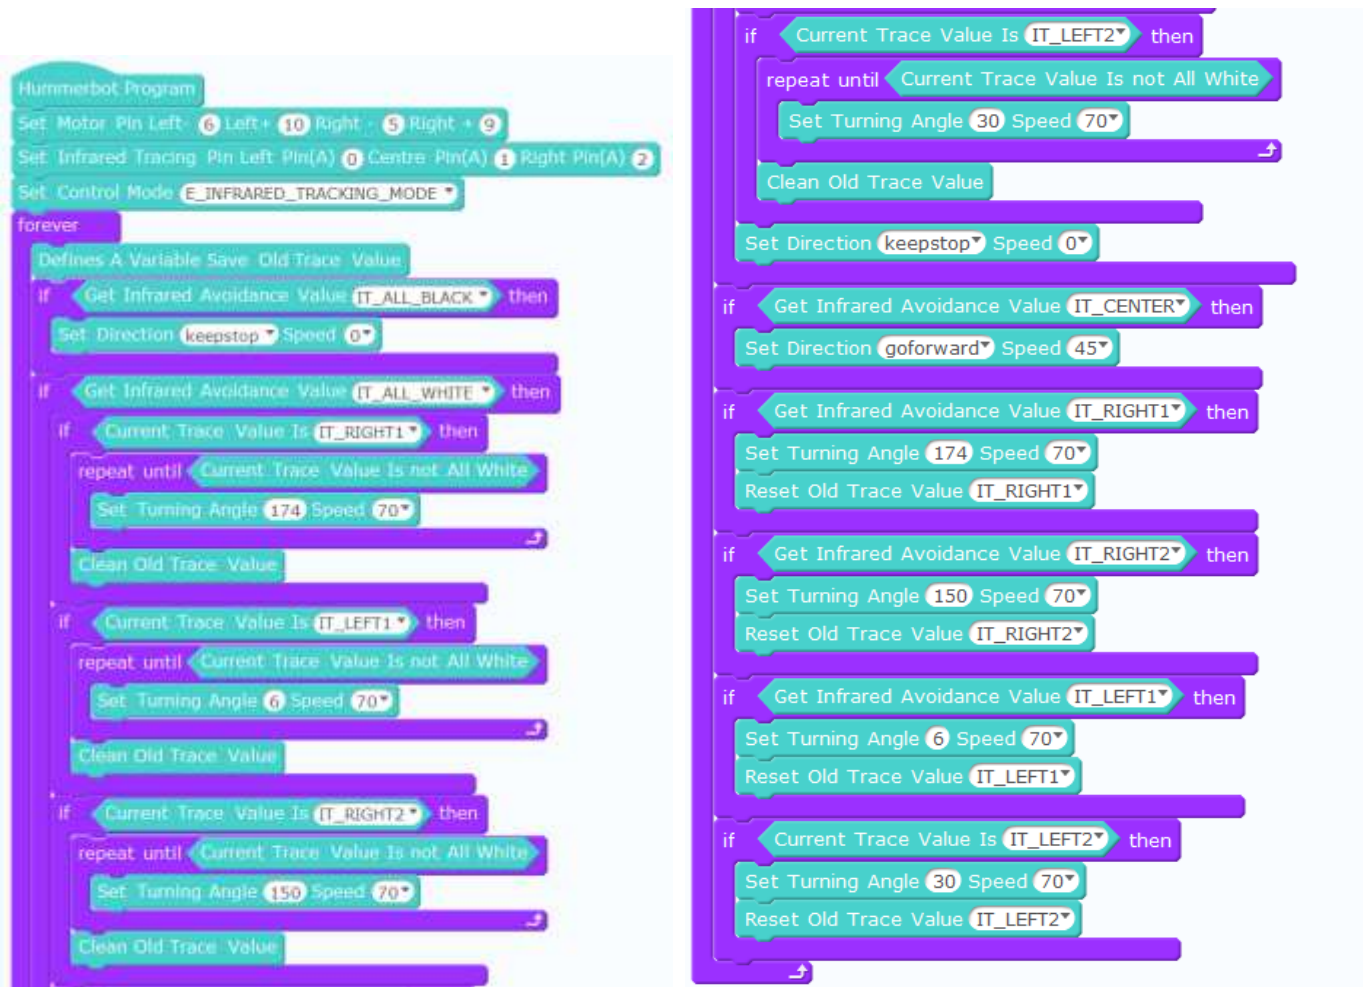 Hummerbot Program
Set Motor Pin Left- 6 Left+ 10 Right - 5 Right + 9
Set Infrared Tracing Pin Left Pin(A) 0 Centre Pin(A) 1 Right Pin(A) 2
Set Control Mode E_INFRARED_TRACKING_MODE
forever
Defines A Variable Save Old Trace Value
if Get Infrared Avoidance Value IT_ALL_BLACK then
Set Direction keepstop Speed 0
if Get Infrared Avoidance Value IT_ALL_WHITE then
if Current Trace Value Is IT_RIGHT1 then
repeat until Current Trace Value Is not All White
Set Turning Angle 174 Speed 70
Clean Old Trace Value
if Current Trace Value Is IT_LEFT1 then
repeat until Current Trace Value Is not All White
Set Turning Angle 6 Speed 70
Clean Old Trace Value
if Current Trace Value Is IT_RIGHT2 then
repeat until Current Trace Value Is not All White
Set Turning Angle 150 Speed 70
Clean Old Trace Value
if Current Trace Value Is IT_LEFT2 then
repeat until Current Trace Value Is not All White
Set Turning Angle 30 Speed 70
Clean Old Trace Value
Set Direction keepstop Speed 0
if Get Infrared Avoidance Value IT_CENTER then
Set Direction goforward Speed 45
if Get Infrared Avoidance Value IT_RIGHT1 then
Set Turning Angle 174 Speed 70
Reset Old Trace Value IT_RIGHT1
if Get Infrared Avoidance Value IT_RIGHT2 then
Set Turning Angle 150 Speed 70
Reset Old Trace Value IT_RIGHT2
if Get Infrared Avoidance Value IT_LEFT1 then
Set Turning Angle 6 Speed 70
Reset Old Trace Value IT_LEFT1
if Current Trace Value Is IT_LEFT2 then
Set Turning Angle 30 Speed 70
Reset Old Trace Value IT_LEFT2